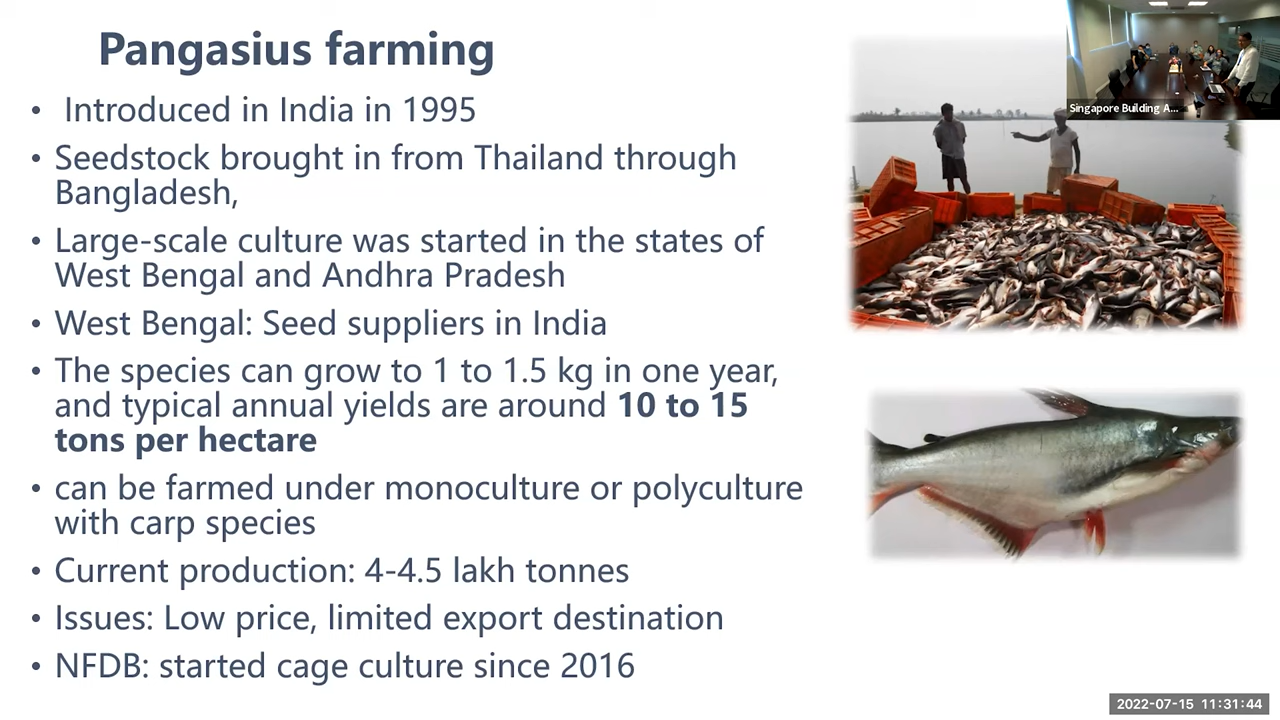 Pangasius farming
• Introduced in India in 1995
• Seedstock brought in from Thailand through
Bangladesh,
• Large-scale culture was started in the states of
West Bengal and Andhra Pradesh
• West Bengal: Seed suppliers in India
• The species can grow to 1 to 1.5 kg in one year,
and typical annual yields are around 10 to 15
tons per hectare
• can be farmed under monoculture or polyculture
with carp species
• Current production: 4-4.5 lakh tonnes
• Issues: Low price, limited export destination
• NFDB: started cage culture since 2016
Singapore Building A...
2022-07-15 11:31:44